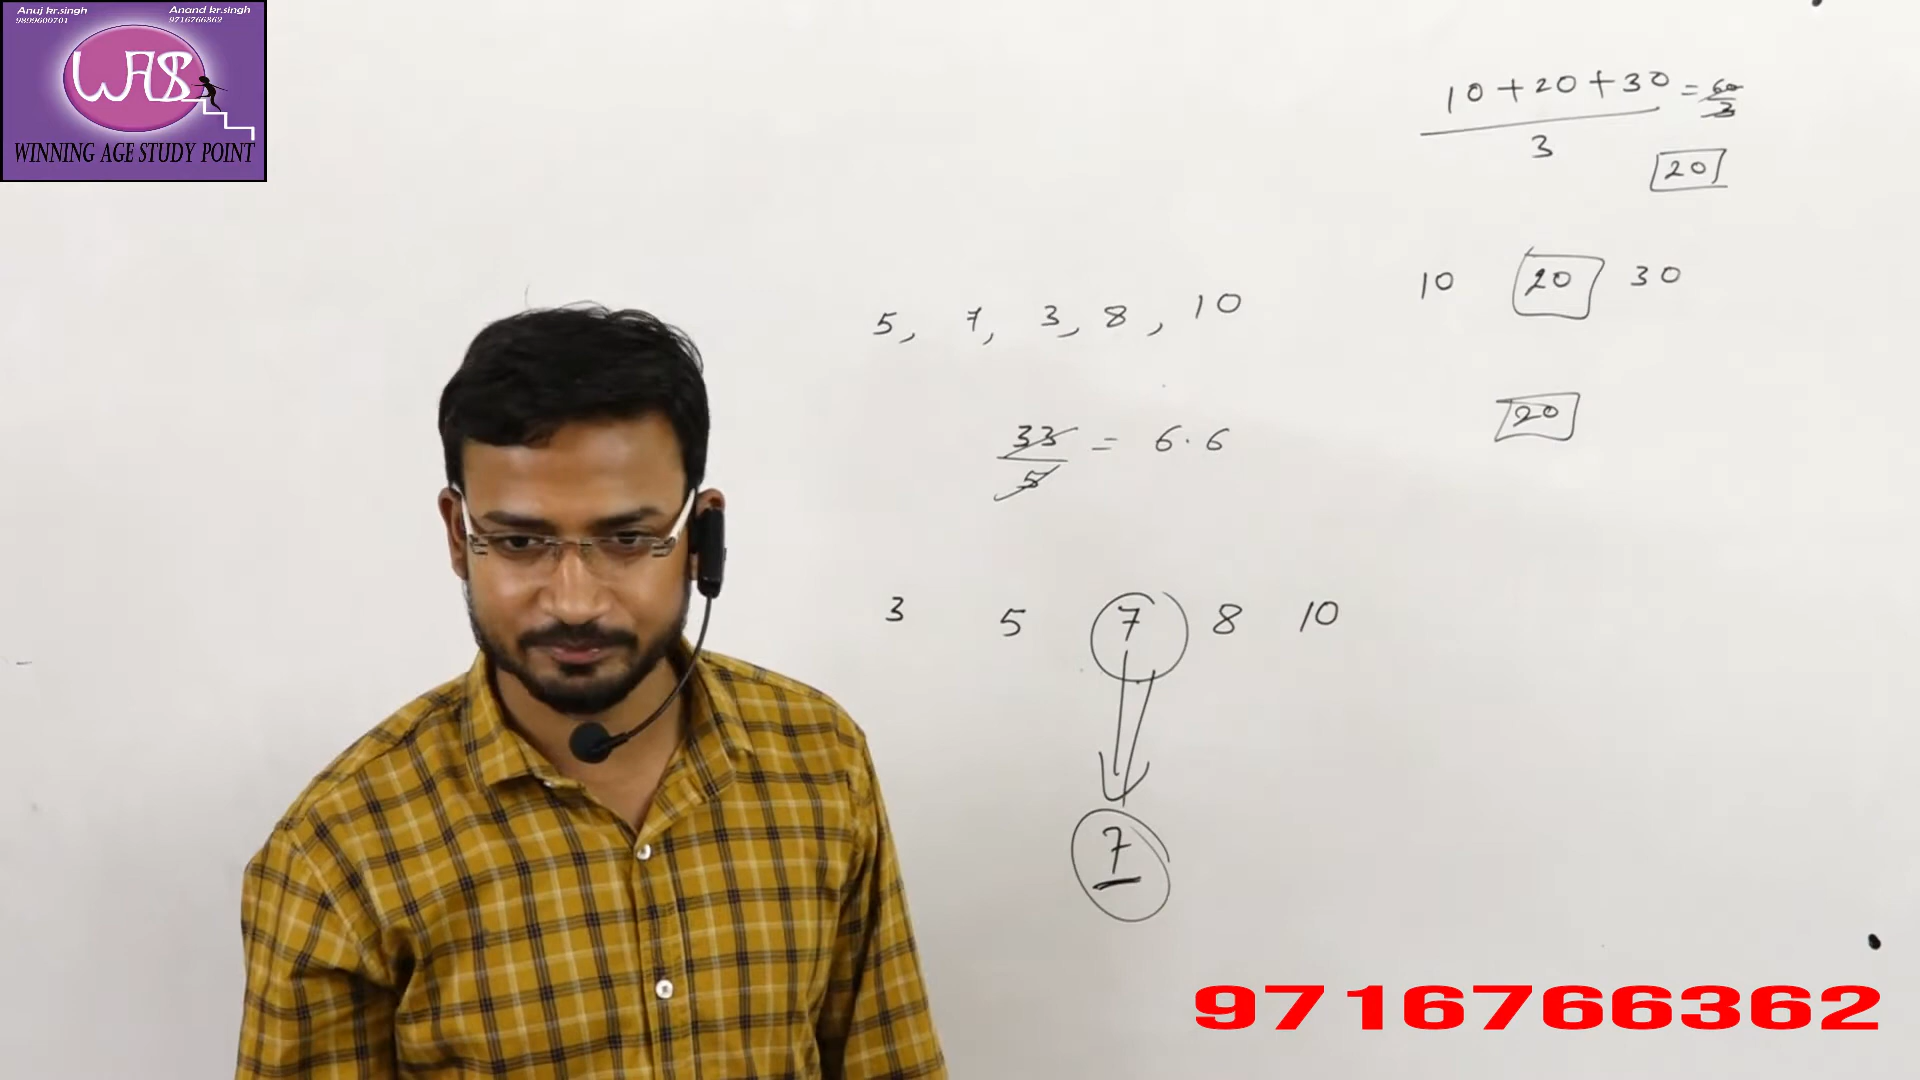 Anuj kr.singh
9899600701
Anand kr.singh
9716766362
WAS
WINNING AGE STUDY POINT
10+20+30 = 60/3
3
20
10 20 30
20
5, 7, 3, 8, 10
33/5 = 6.6
3 5 7 8 10
7
9716766362